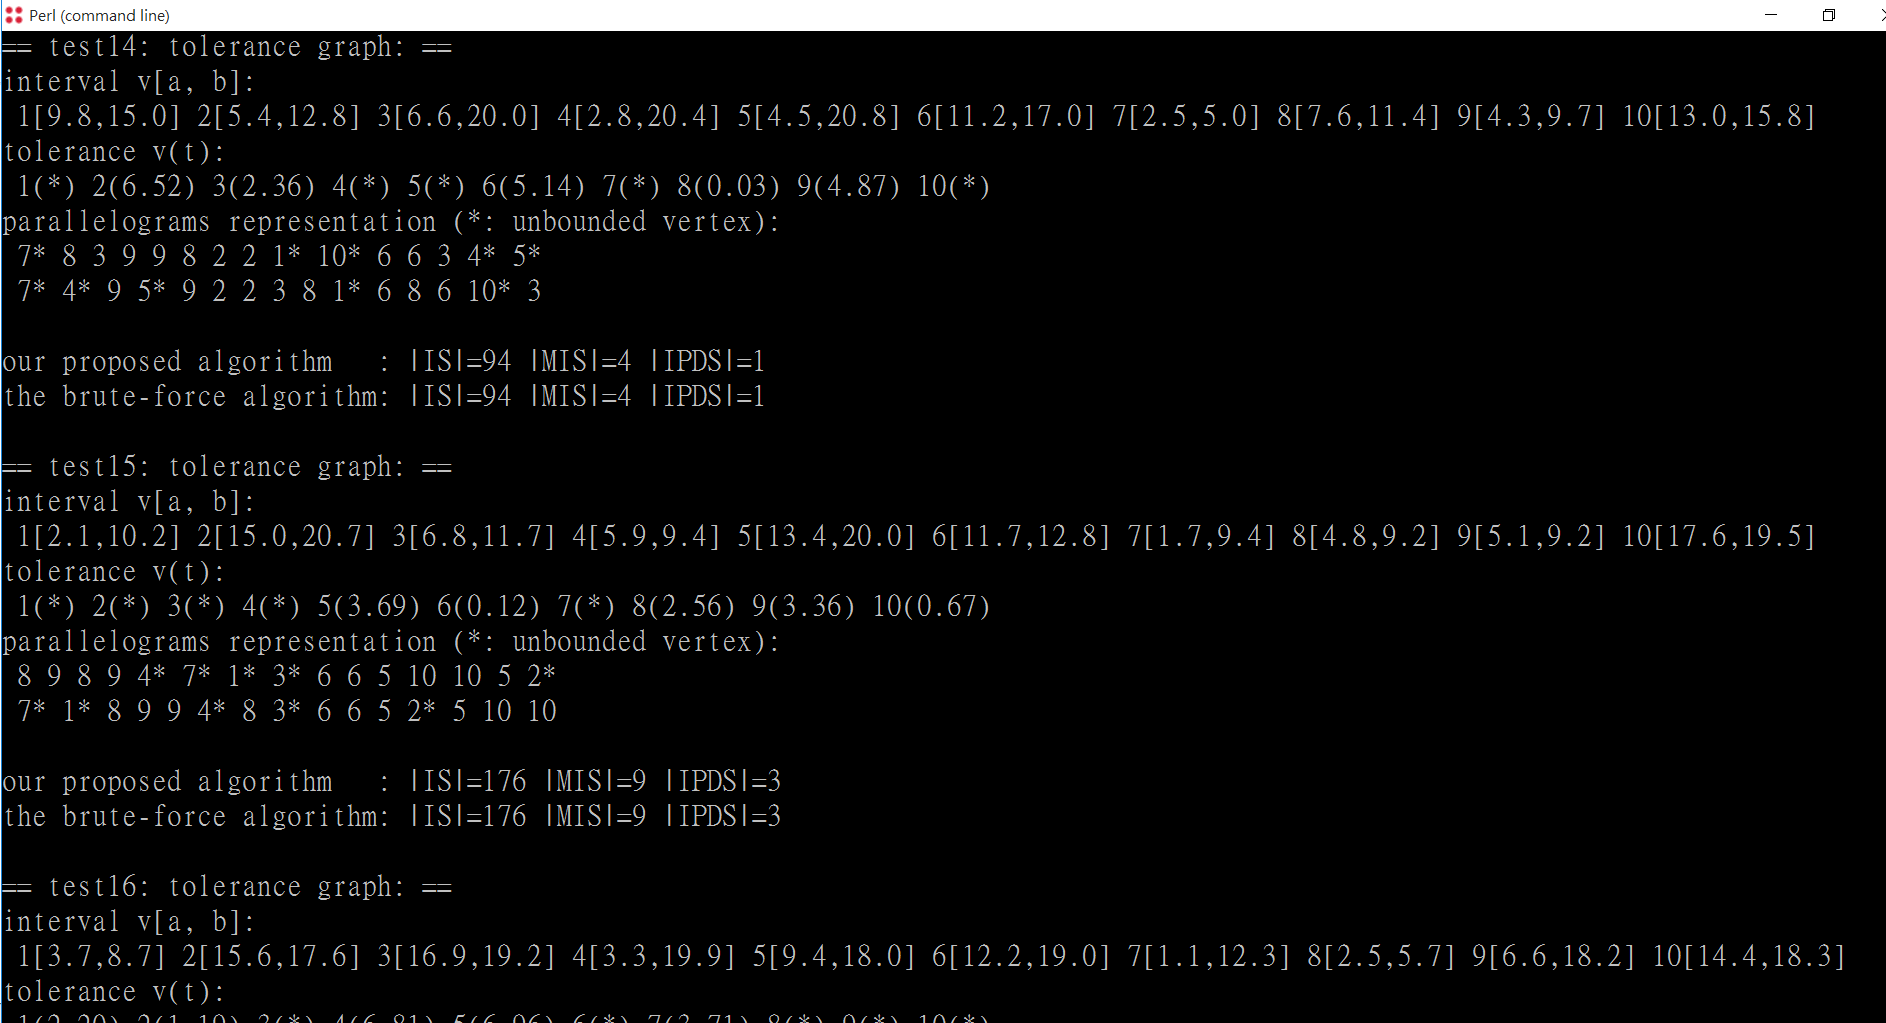 Perl (command line)
== test14: tolerance graph: ==
interval v[a, b]:
1[9.8,15.0] 2[5.4,12.8] 3[6.6,20.0] 4[2.8,20.4] 5[4.5,20.8] 6[11.2,17.0] 7[2.5,5.0] 8[7.6,11.4] 9[4.3,9.7] 10[13.0,15.8]
tolerance v(t):
1(*) 2(6.52) 3(2.36) 4(*) 5(*) 6(5.14) 7(*) 8(0.03) 9(4.87) 10(*)
parallelograms representation (*: unbounded vertex):
7* 8 3 9 9 8 2 2 1* 10* 6 6 3 4* 5*
7* 4* 9 5* 9 2 2 3 8 1* 6 8 6 10* 3
our proposed algorithm   : |IS|=94 |MIS|=4 |IPDS|=1
the brute-force algorithm: |IS|=94 |MIS|=4 |IPDS|=1
== test15: tolerance graph: ==
interval v[a, b]:
1[2.1,10.2] 2[15.0,20.7] 3[6.8,11.7] 4[5.9,9.4] 5[13.4,20.0] 6[11.7,12.8] 7[1.7,9.4] 8[4.8,9.2] 9[5.1,9.2] 10[17.6,19.5]
tolerance v(t):
1(*) 2(*) 3(*) 4(*) 5(3.69) 6(0.12) 7(*) 8(2.56) 9(3.36) 10(0.67)
parallelograms representation (*: unbounded vertex):
8 9 8 9 4* 7* 1* 3* 6 6 5 10 10 5 2*
7* 1* 8 9 9 4* 8 3* 6 6 5 2* 5 10 10
our proposed algorithm   : |IS|=176 |MIS|=9 |IPDS|=3
the brute-force algorithm: |IS|=176 |MIS|=9 |IPDS|=3
== test16: tolerance graph: ==
interval v[a, b]:
1[3.7,8.7] 2[15.6,17.6] 3[16.9,19.2] 4[3.3,19.9] 5[9.4,18.0] 6[12.2,19.0] 7[1.1,12.3] 8[2.5,5.7] 9[6.6,18.2] 10[14.4,18.3]
tolerance v(t):